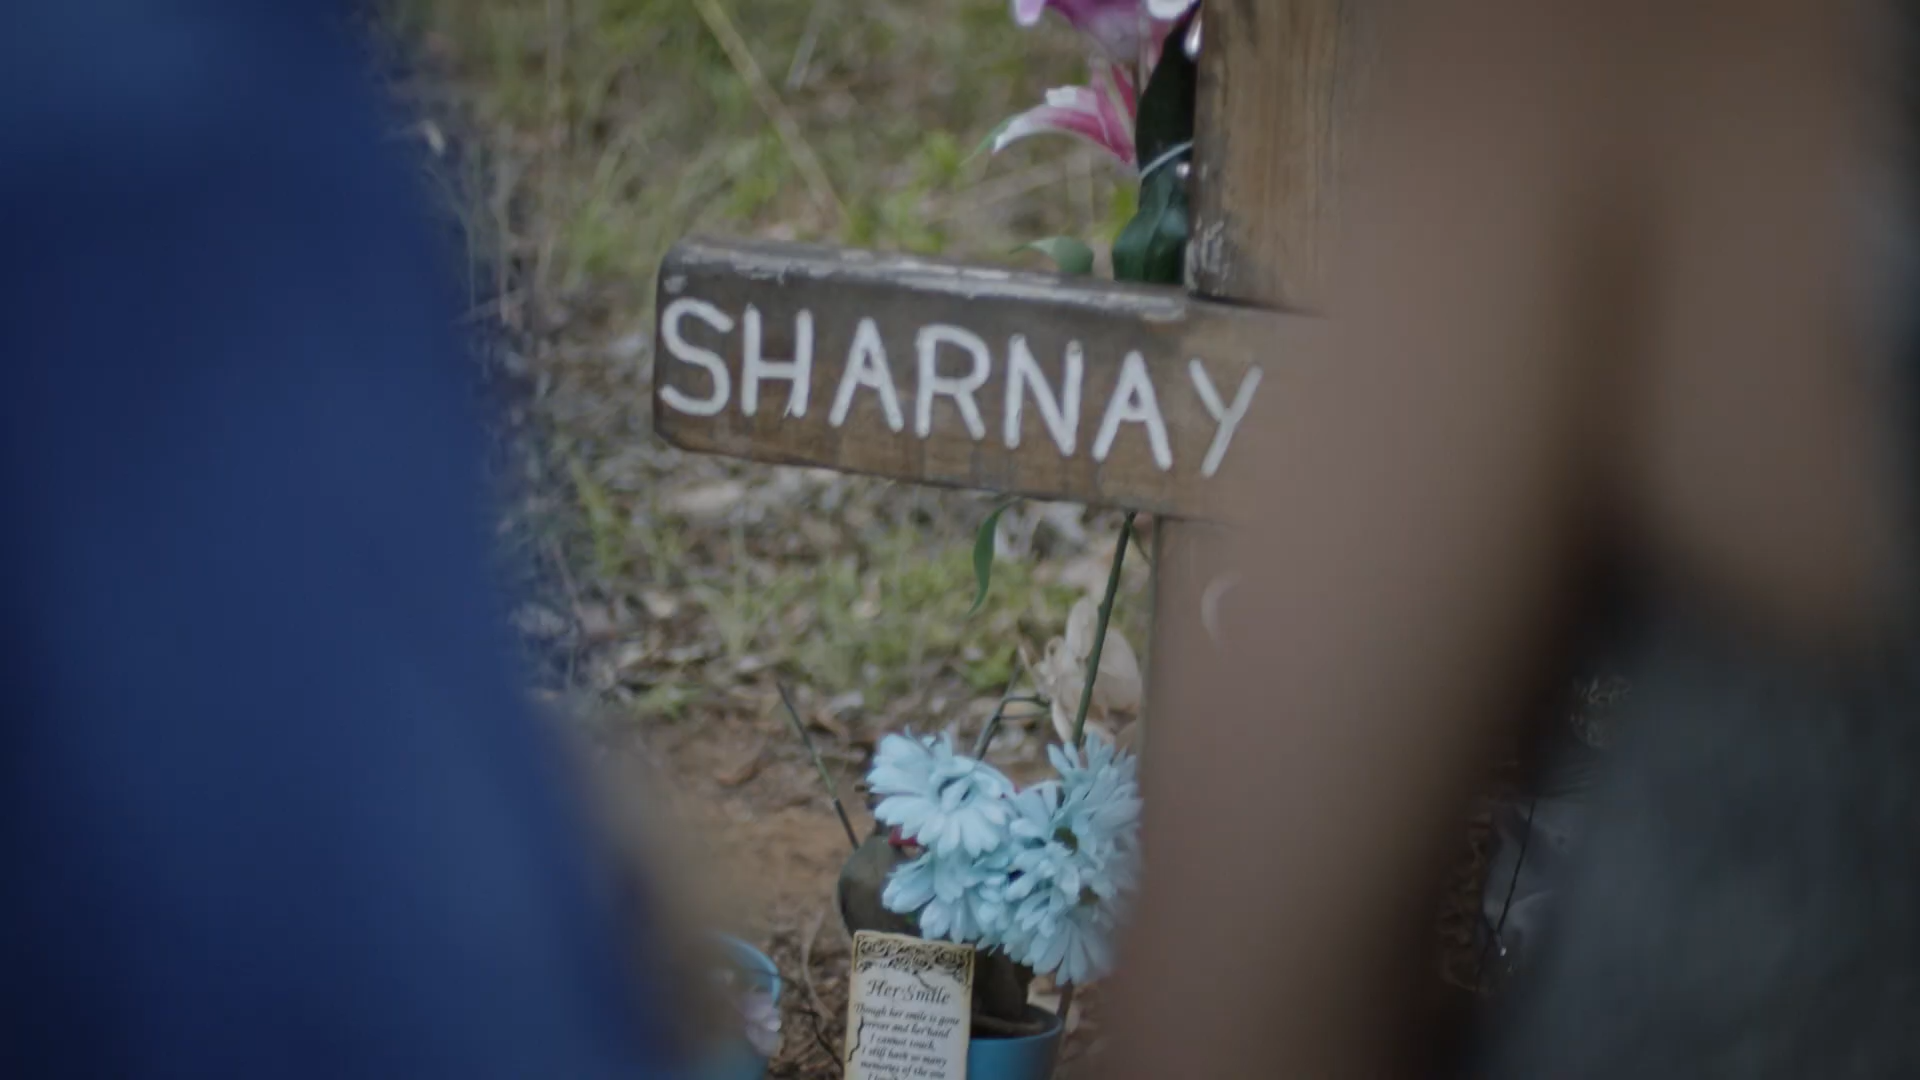 SHARNAY
Her Smile
Though her smile is gone
forever and her hand
I cannot touch,
I still have so many
memories of the one